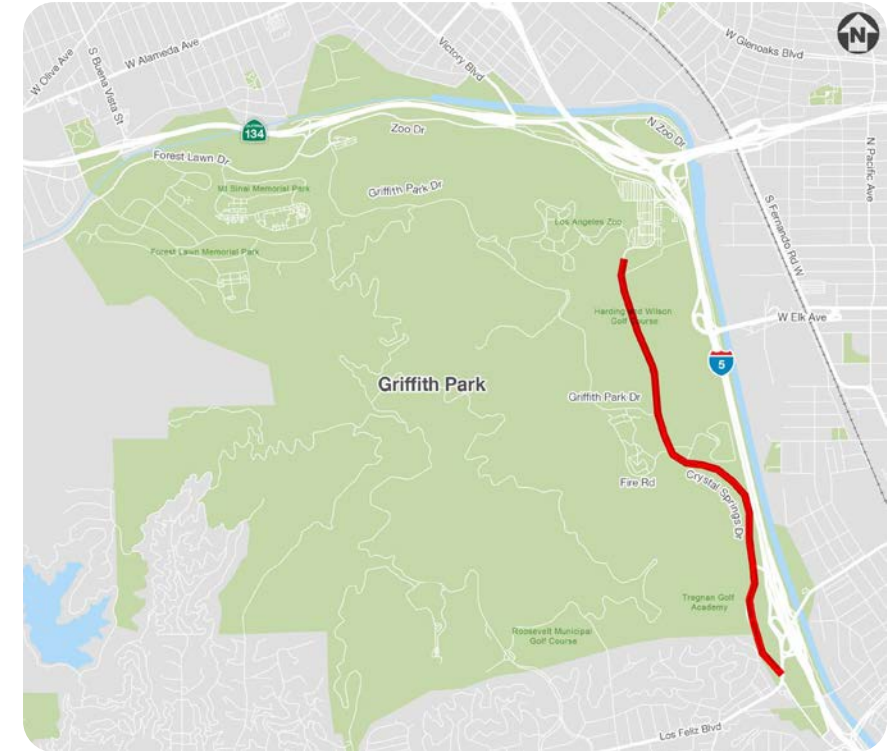 N
W Olive Ave
S Buena Vista St
W Alameda Ave
Victory Blvd
W Glenoaks Blvd
134
Zoo Dr
N Zoo Dr
Forest Lawn Dr
Griffith Park Dr
Mt Sinai Memorial Park
N Pacific Ave
S Fernando Rd W
Los Angeles Zoo
Forest Lawn Memorial Park
Harding and Wilson
Golf Course
W Elk Ave
5
Griffith Park
Griffith Park Dr
Fire Rd
Crystal Springs Dr
Tregnan Golf
Academy
Roosevelt Municipal
Golf Course
Los Feliz Blvd